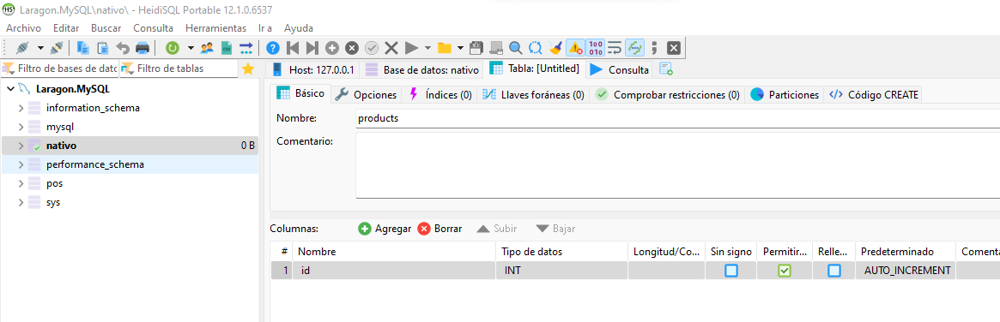 Laragon.MySQL\nativo\ - HeidiSQL Portable 12.1.0.6537
Archivo Editar Buscar Consulta Herramientas Ir a Ayuda
Filtro de bases de dato Filtro de tablas Host: 127.0.0.1 Base de datos: nativo Tabla: [Untitled] Consulta
Laragon.MySQL
information_schema
mysql
nativo 0 B
performance_schema
pos
sys
Básico Opciones Índices (0) Llaves foráneas (0) Comprobar restricciones (0) Particiones Código CREATE
Nombre: products
Comentario:
Columnas: Agregar Borrar Subir Bajar
# Nombre Tipo de datos Longitud/Co... Sin signo Permitir... Relle... Predeterminado Comenta
1 id INT AUTO_INCREMENT